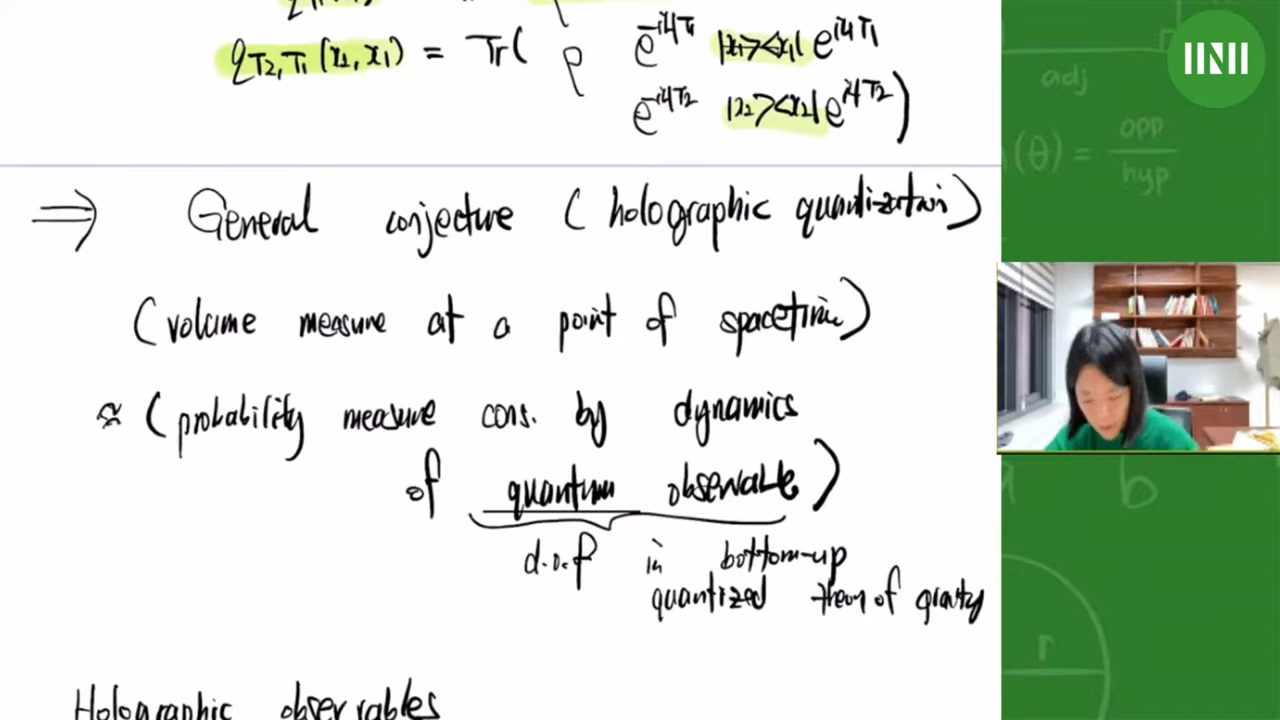 q_{T2,T1}(x2,x1) = Tr( ρ e^{-iHT1} |x1><x1| e^{iHT1}
e^{-iHT2} |x2><x2| e^{iHT2} )
⇒ General conjecture (holographic quantization)
(volume measure at a point of spacetime)
≈ (probability measure cons. by dynamics
of quantum observable)
d.o.f in bottom-up
quantized theory of gravity
Holographic observables
adj
(θ) = opp
hyp
b
r